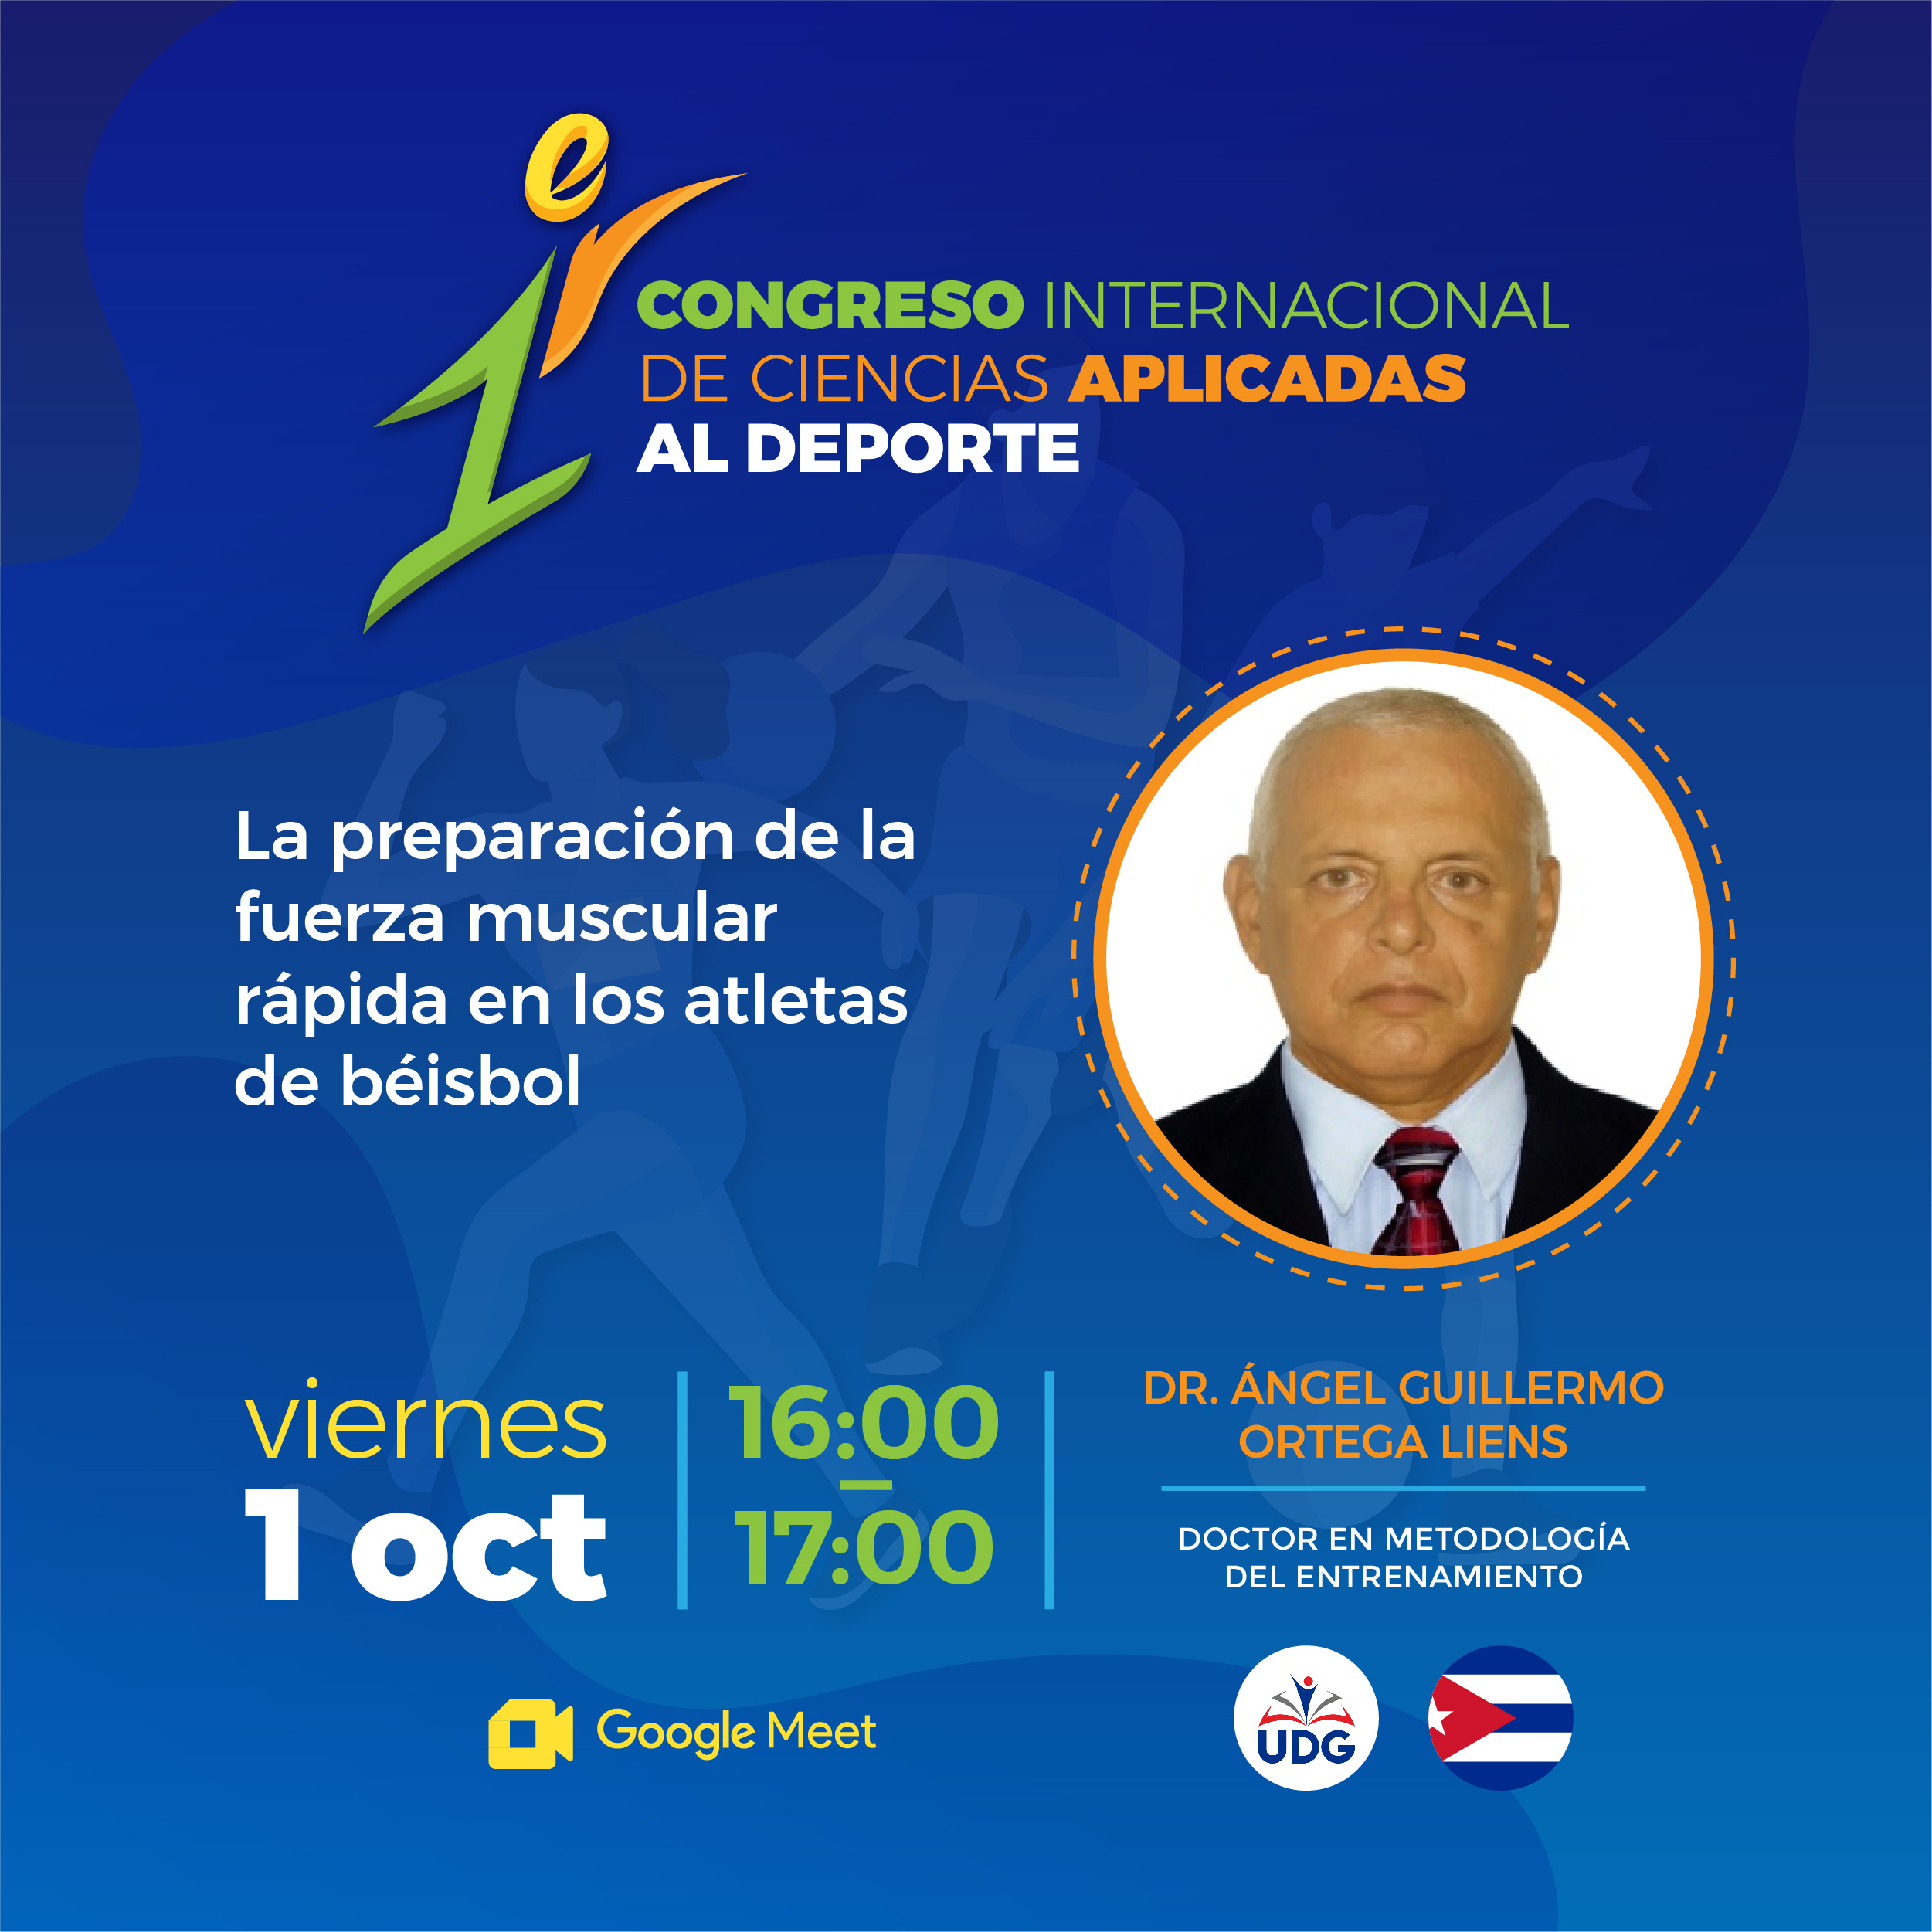 1er
CONGRESO INTERNACIONAL
DE CIENCIAS APLICADAS
AL DEPORTE
La preparación de la
fuerza muscular
rápida en los atletas
de béisbol
viernes
1 oct
16:00
–
17:00
DR. ÁNGEL GUILLERMO
ORTEGA LIENS
DOCTOR EN METODOLOGÍA
DEL ENTRENAMIENTO
Google Meet
UDG